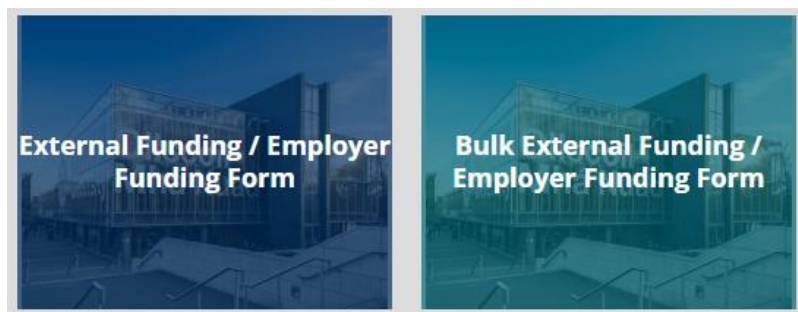 External Funding / Employer
Funding Form
Bulk External Funding /
Employer Funding Form